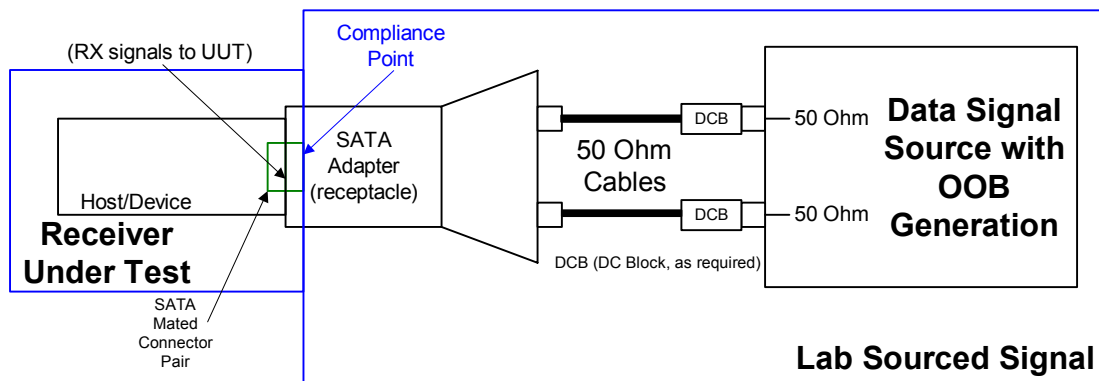 (RX signals to UUT)
Compliance
Point
SATA
Adapter
(receptacle)
Host/Device
Receiver
Under Test
SATA
Mated
Connector
Pair
50 Ohm
Cables
DCB
DCB
DCB (DC Block, as required)
50 Ohm
50 Ohm
Data Signal
Source with
OOB
Generation
Lab Sourced Signal